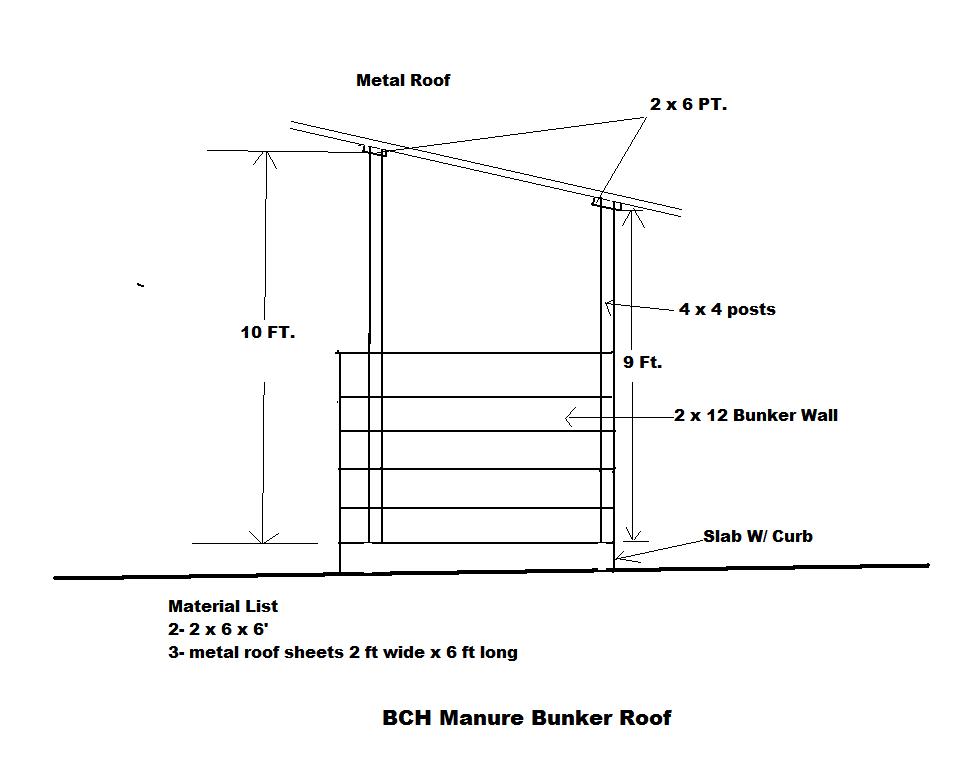 Metal Roof
2 x 6 PT.
10 FT.
4 x 4 posts
9 Ft.
2 x 12 Bunker Wall
Slab W/ Curb
Material List
2- 2 x 6 x 6'
3- metal roof sheets 2 ft wide x 6 ft long
BCH Manure Bunker Roof